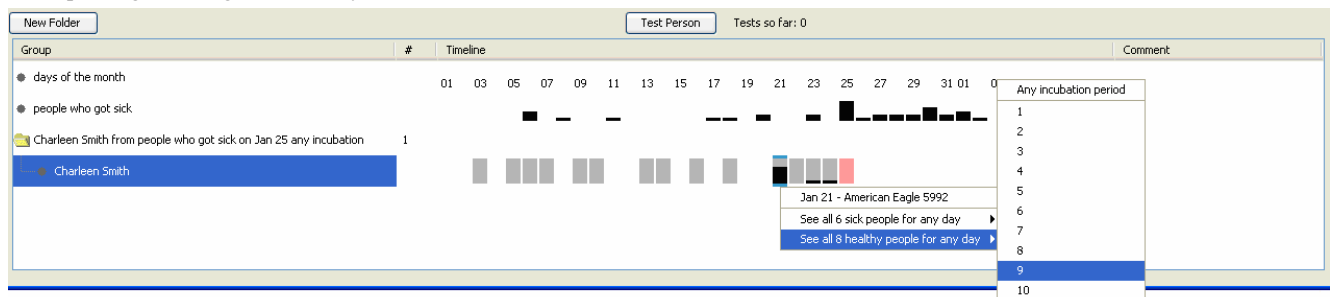 New Folder Test Person Tests so far: 0
Group # Timeline Comment
days of the month 01 03 05 07 09 11 13 15 17 19 21 23 25 27 29 31 01
people who got sick
Charleen Smith from people who got sick on Jan 25 any incubation 1
Charleen Smith
Jan 21 - American Eagle 5992
See all 6 sick people for any day
See all 8 healthy people for any day
Any incubation period
1
2
3
4
5
6
7
8
9
10